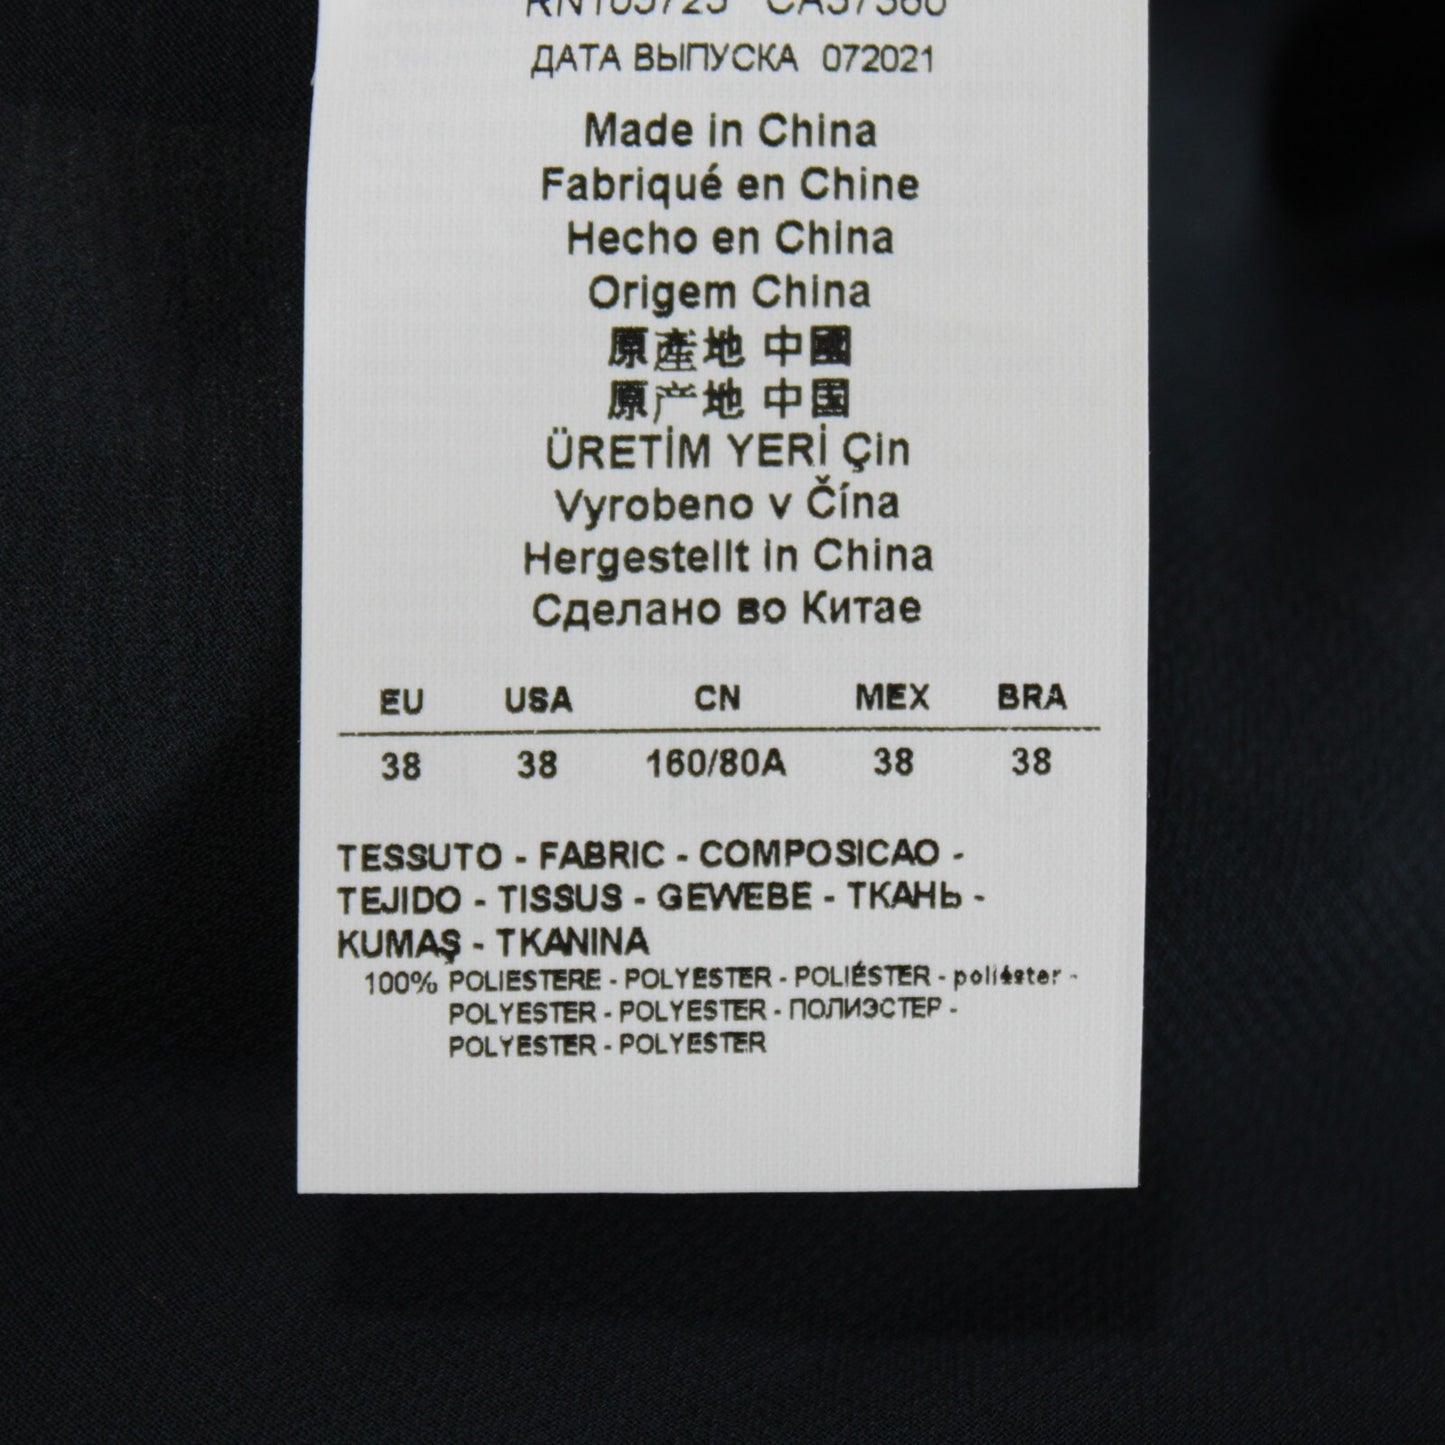 ДАТА ВЫПУСКА 072021
Made in China
Fabriqué en Chine
Hecho en China
Origem China
原產地 中國
原产地 中国
ÜRETİM YERİ Çin
Vyrobeno v Čína
Hergestellt in China
Сделано во Китае
EU USA CN MEX BRA
38 38 160/80A 38 38
TESSUTO - FABRIC - COMPOSICAO -
TEJIDO - TISSUS - GEWEBE - ТКАНЬ -
KUMAŞ - TKANINA
100% POLIESTERE - POLYESTER - POLIÉSTER - poliéster -
POLYESTER - POLYESTER - ПОЛИЭСТЕР -
POLYESTER - POLYESTER